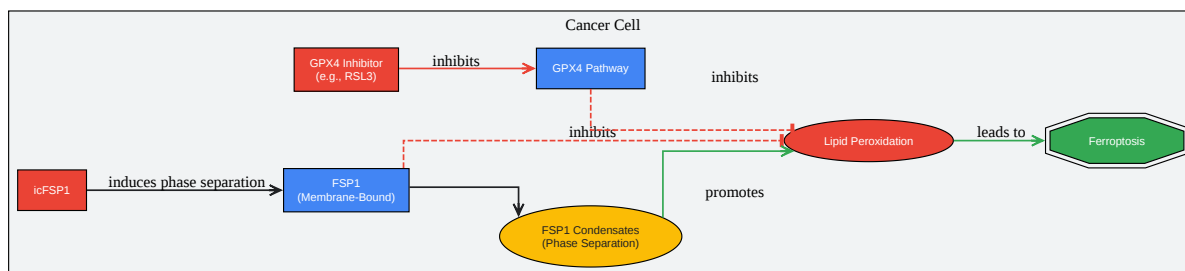 Cancer Cell
GPX4 Inhibitor
(e.g., RSL3)
inhibits
GPX4 Pathway
inhibits
inhibits
Lipid Peroxidation
leads to
Ferroptosis
icFSP1
induces phase separation
FSP1
(Membrane-Bound)
promotes
FSP1 Condensates
(Phase Separation)